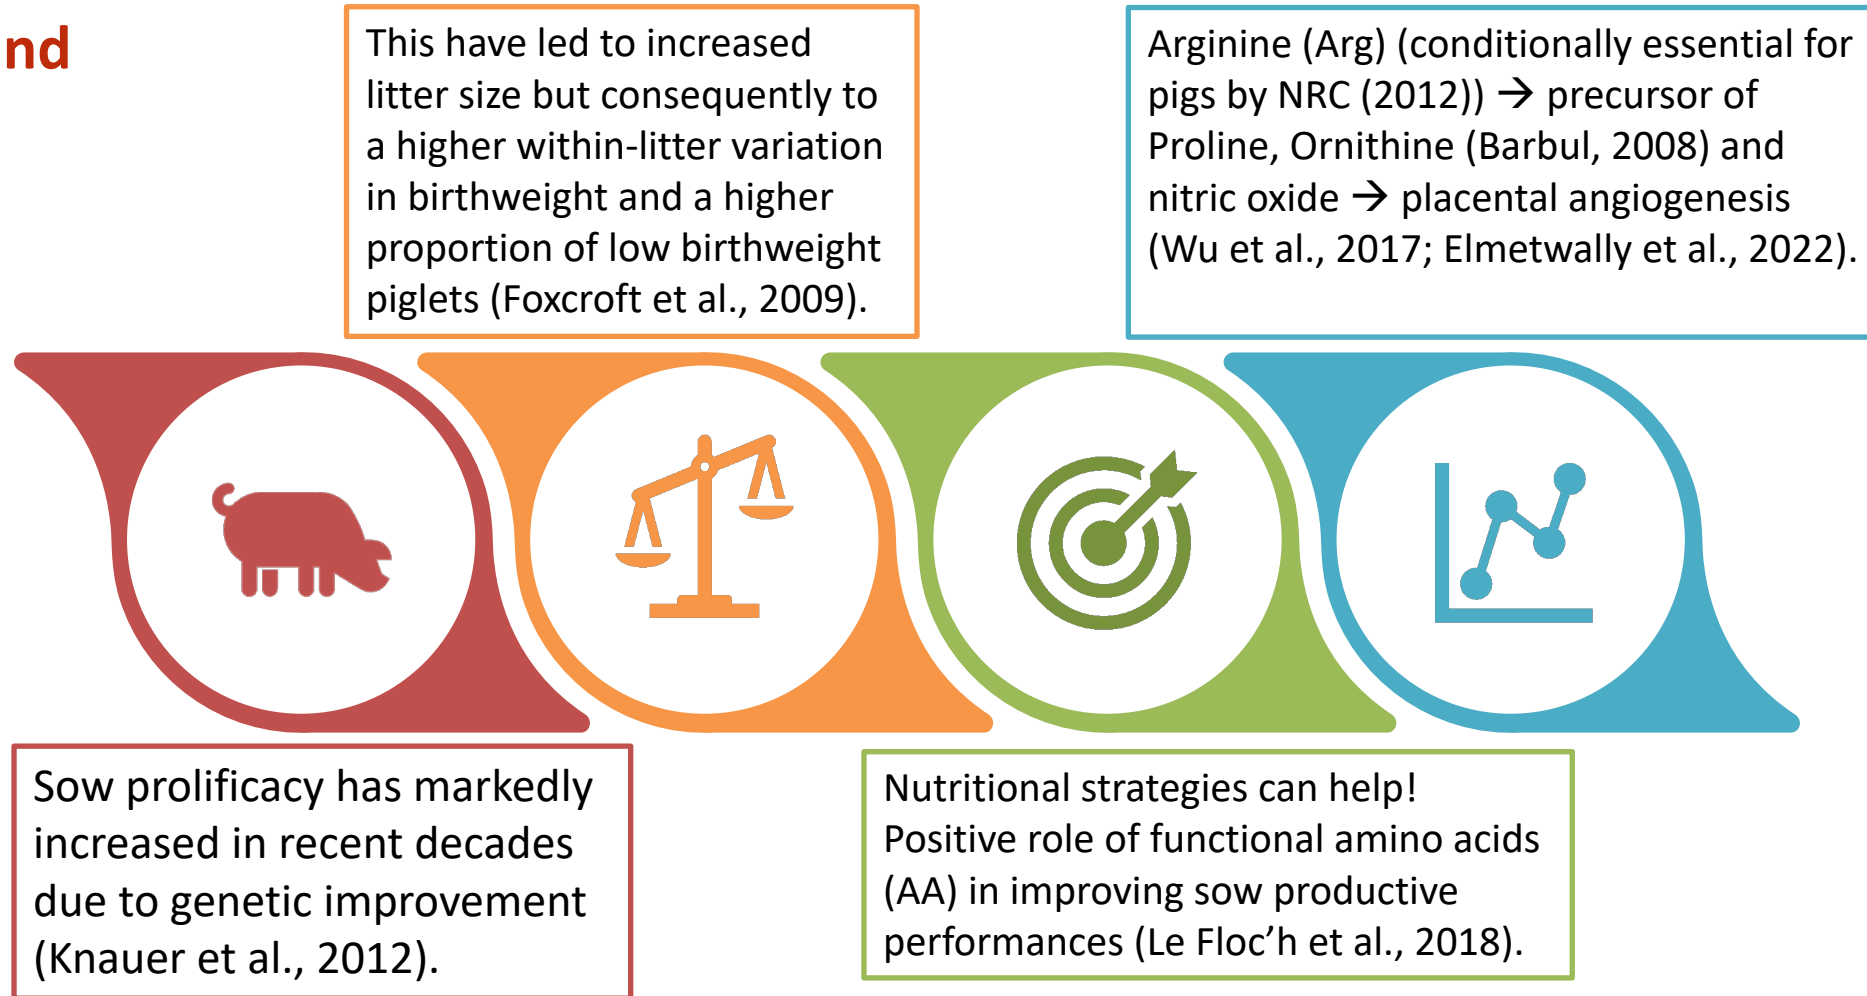 nd
This have led to increased
litter size but consequently to
a higher within-litter variation
in birthweight and a higher
proportion of low birthweight
piglets (Foxcroft et al., 2009).
Arginine (Arg) (conditionally essential for
pigs by NRC (2012)) → precursor of
Proline, Ornithine (Barbul, 2008) and
nitric oxide → placental angiogenesis
(Wu et al., 2017; Elmetwally et al., 2022).
Sow prolificacy has markedly
increased in recent decades
due to genetic improvement
(Knauer et al., 2012).
Nutritional strategies can help!
Positive role of functional amino acids
(AA) in improving sow productive
performances (Le Floc’h et al., 2018).